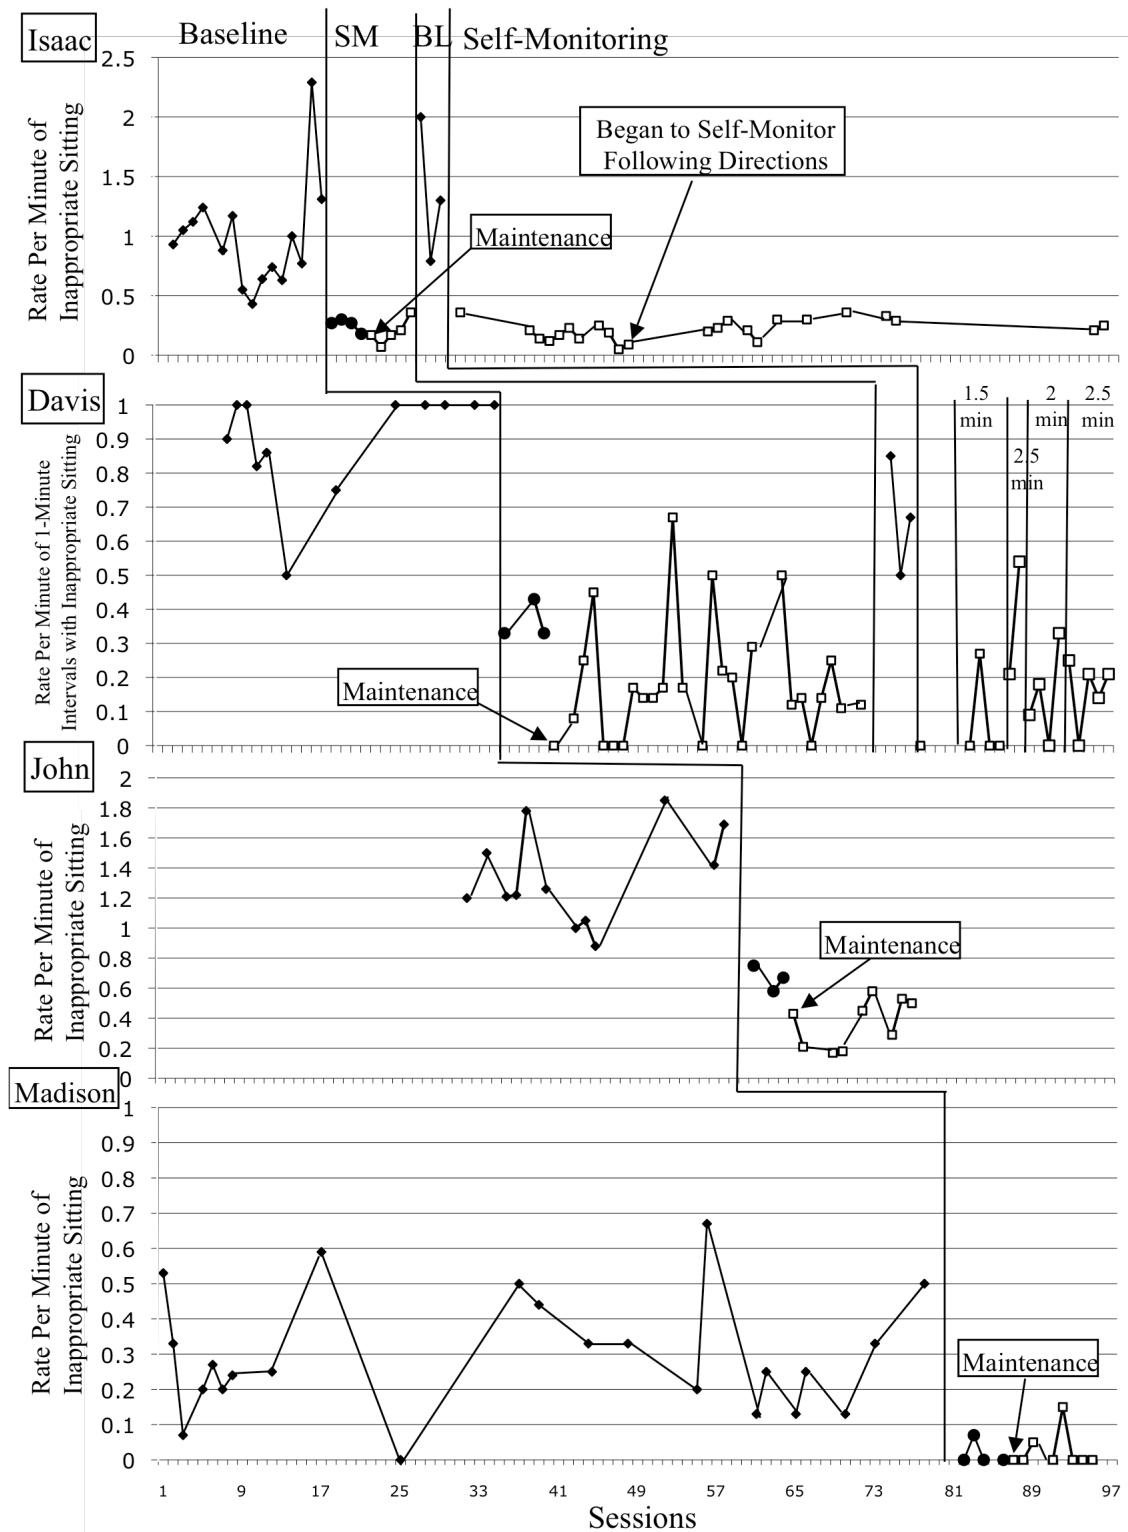 Isaac
Baseline
SM
BL
Self-Monitoring
Rate Per Minute of
Inappropriate Sitting
2.5
2
1.5
1
0.5
0
Began to Self-Monitor
Following Directions
Maintenance
Davis
Rate Per Minute of 1-Minute
Intervals with Inappropriate Sitting
1
0.9
0.8
0.7
0.6
0.5
0.4
0.3
0.2
0.1
0
1.5
min
2.5
min
2
min
2.5
min
Maintenance
John
Rate Per Minute of
Inappropriate Sitting
2
1.8
1.6
1.4
1.2
1
0.8
0.6
0.4
0.2
0
Maintenance
Madison
Rate Per Minute of
Inappropriate Sitting
1
0.9
0.8
0.7
0.6
0.5
0.4
0.3
0.2
0.1
0
Maintenance
1 9 17 25 33 41 49 57 65 73 81 89 97
Sessions